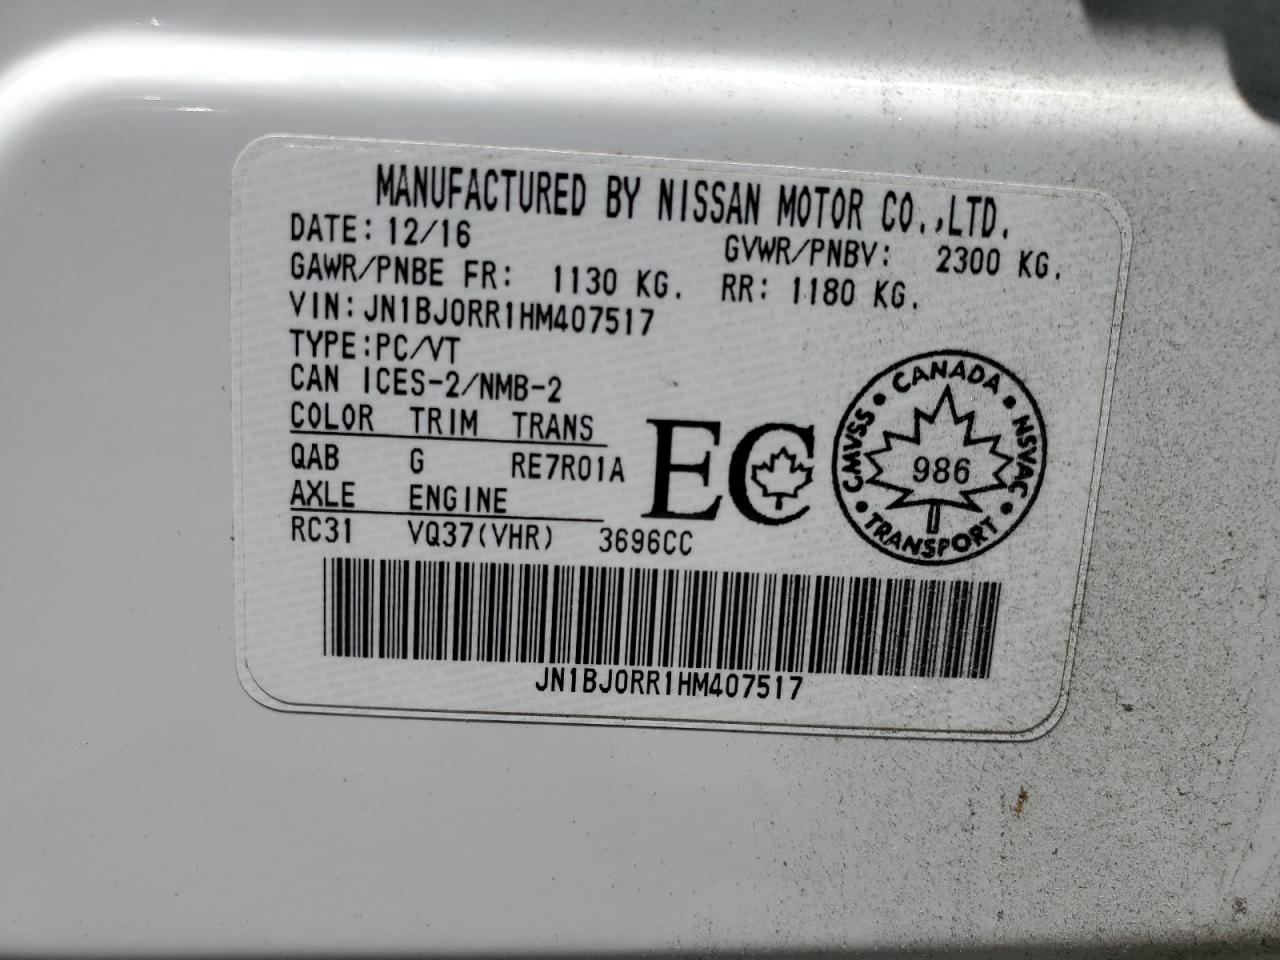 MANUFACTURED BY NISSAN MOTOR CO.,LTD.
DATE: 12/16 GVWR/PNBV: 2300 KG.
GAWR/PNBE FR: 1130 KG. RR: 1180 KG.
VIN: JN1BJ0RR1HM407517
TYPE:PC/VT
CAN ICES-2/NMB-2
COLOR TRIM TRANS
QAB G RE7R01A
AXLE ENGINE
RC31 VQ37(VHR) 3696CC
EC
CANADA
CMVSS • NSVAC
986
TRANSPORT
JN1BJ0RR1HM407517